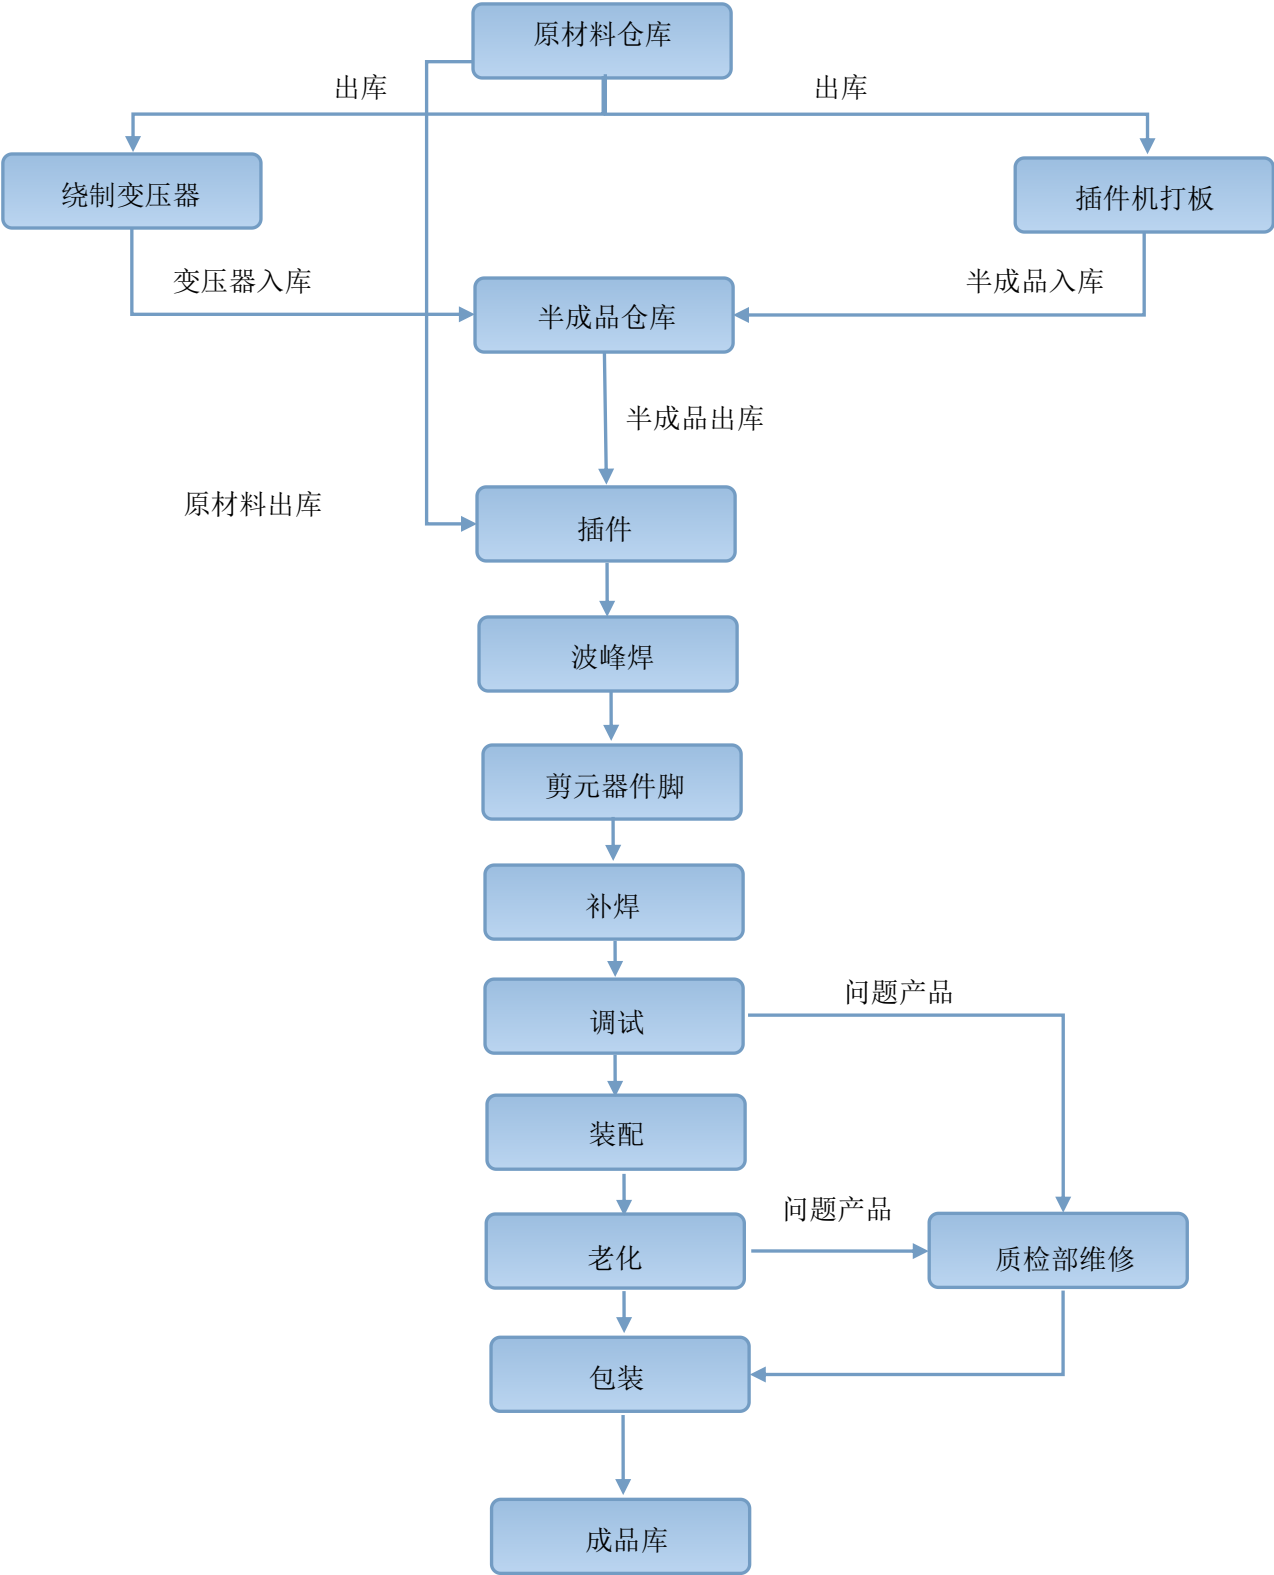 原材料仓库
出库
出库
绕制变压器
插件机打板
变压器入库
半成品入库
半成品仓库
半成品出库
原材料出库
插件
波峰焊
剪元器件脚
补焊
问题产品
调试
装配
问题产品
老化
质检部维修
包装
成品库